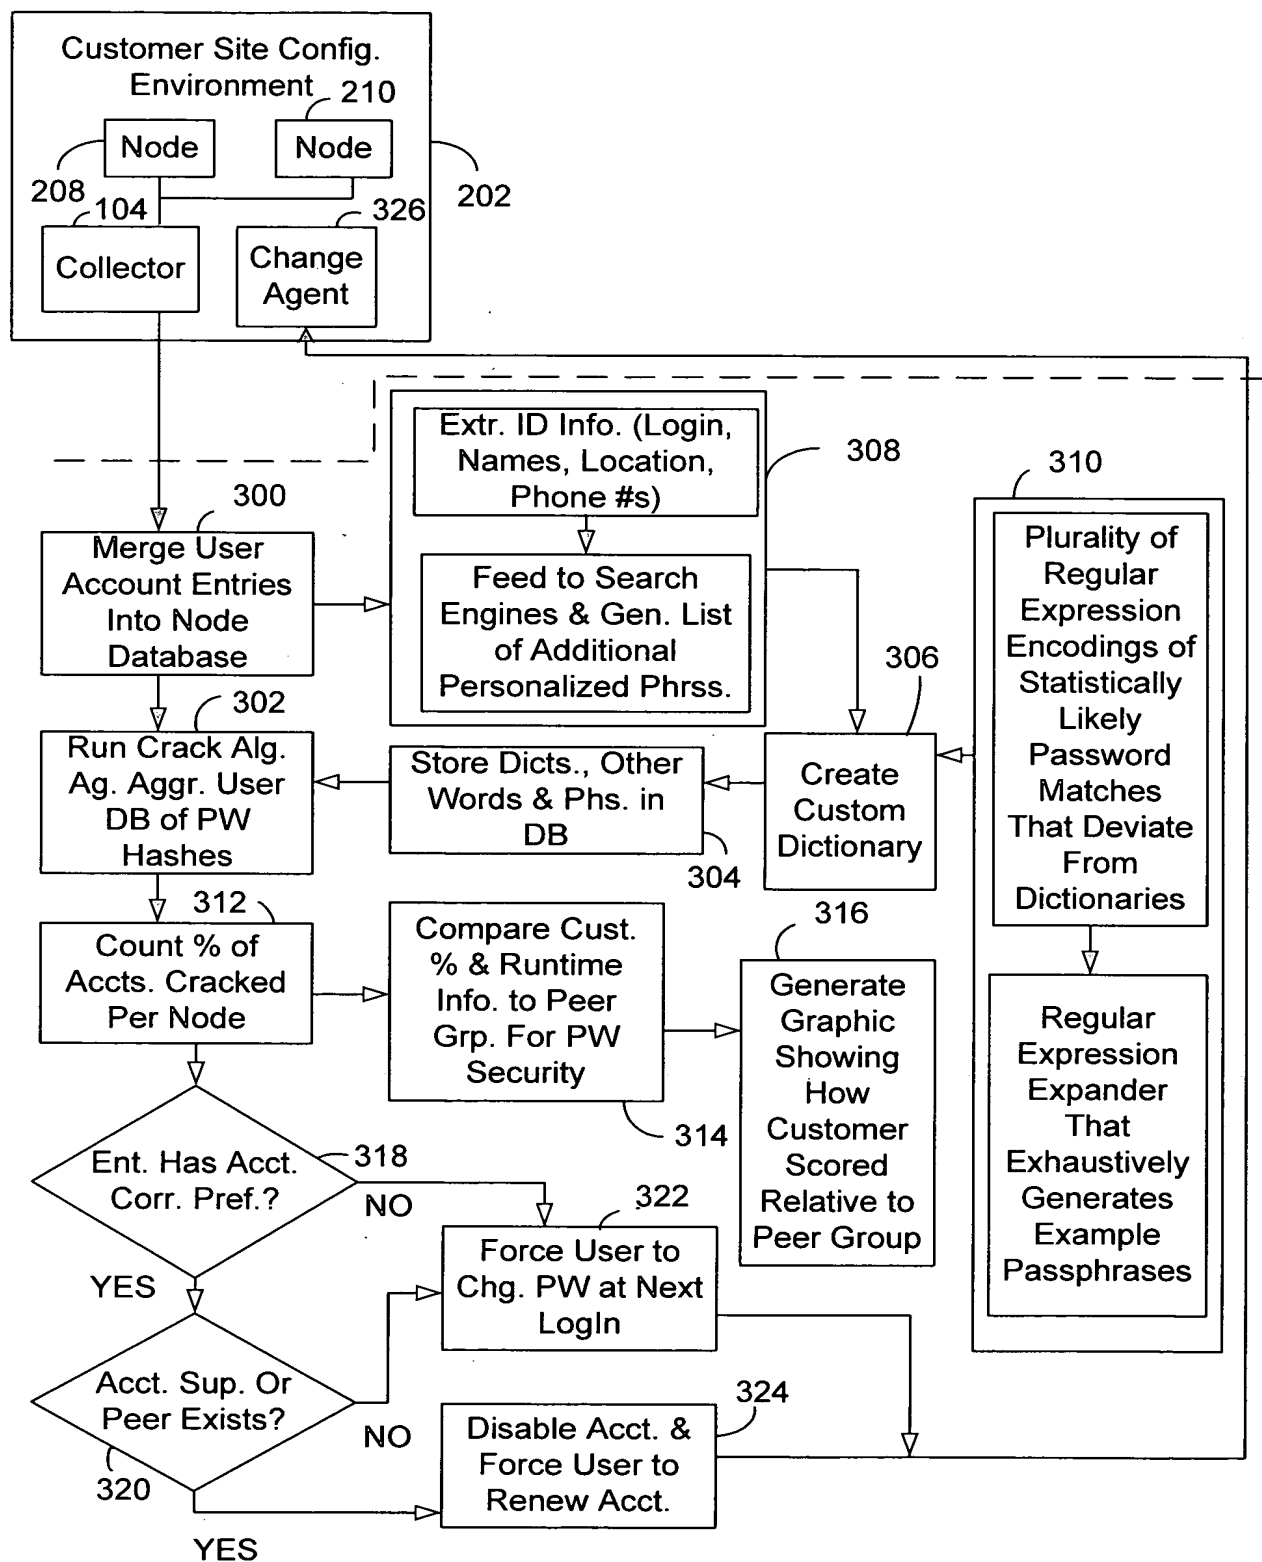 Customer Site Config.
Environment
210
Node
Node
208
202
104
326
Collector
Change
Agent
Extr. ID Info. (Login,
Names, Location,
Phone #s)
308
310
300
Merge User
Account Entries
Into Node
Database
Feed to Search
Engines & Gen. List
of Additional
Personalized Phrss.
Plurality of
Regular
Expression
Encodings of
Statistically
Likely
Password
Matches
That Deviate
From
Dictionaries
306
302
Run Crack Alg.
Ag. Aggr. User
DB of PW
Hashes
Store Dicts., Other
Words & Phs. in
DB
304
Create
Custom
Dictionary
312
Count % of
Accts. Cracked
Per Node
Compare Cust.
% & Runtime
Info. to Peer
Grp. For PW
Security
314
316
Generate
Graphic
Showing
How
Customer
Scored
Relative to
Peer Group
Regular
Expression
Expander
That
Exhaustively
Generates
Example
Passphrases
Ent. Has Acct.
Corr. Pref.?
318
NO
322
Force User to
Chg. PW at Next
LogIn
YES
Acct. Sup. Or
Peer Exists?
320
NO
324
Disable Acct. &
Force User to
Renew Acct.
YES